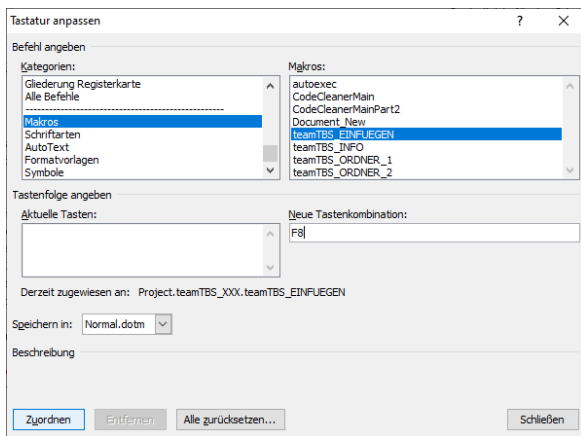 Tastatur anpassen
Befehl angeben
Kategorien:
Gliederung Registerkarte
Alle Befehle
------------------------------------------------
Makros
Schriftarten
AutoText
Formatvorlagen
Symbole
Makros:
autoexec
CodeCleanerMain
CodeCleanerMainPart2
Document_New
teamTBS_EINFUEGEN
teamTBS_INFO
teamTBS_ORDNER_1
teamTBS_ORDNER_2
Tastenfolge angeben
Aktuelle Tasten:
Neue Tastenkombination:
F8
Derzeit zugewiesen an: Project.teamTBS_XXX.teamTBS_EINFUEGEN
Speichern in: Normal.dotm
Beschreibung
Zuordnen Entfernen Alle zurücksetzen... Schließen